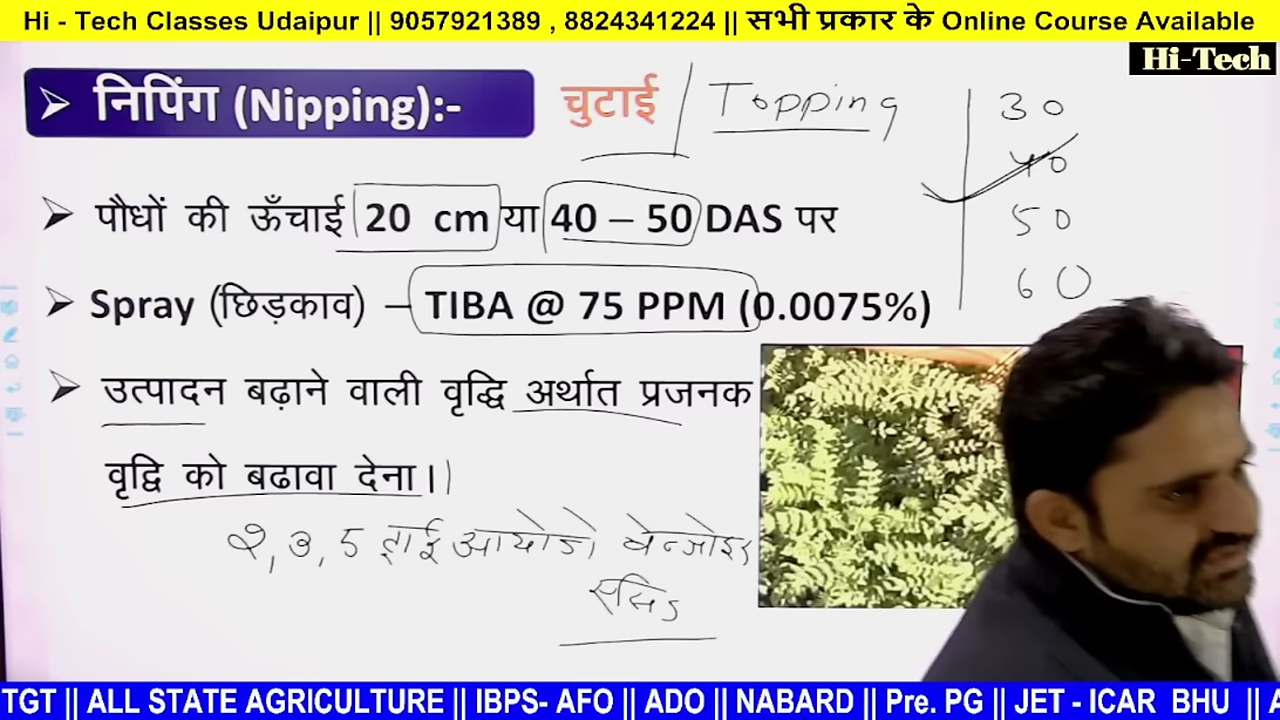 Hi - Tech Classes Udaipur || 9057921389 , 8824341224 || सभी प्रकार के Online Course Available
Hi-Tech
➢ निपिंग (Nipping):- चुटाई / Topping
30
40
50
60
➢ पौधों की ऊँचाई 20 cm या 40 – 50 DAS पर
➢ Spray (छिड़काव) – TIBA @ 75 PPM (0.0075%)
➢ उत्पादन बढ़ाने वाली वृद्धि अर्थात प्रजनक
वृद्वि को बढावा देना।
2, 3, 5 ट्राई आयोडो
TGT || ALL STATE AGRICULTURE || IBPS- AFO || ADO || NABARD || Pre. PG || JET - ICAR BHU ||